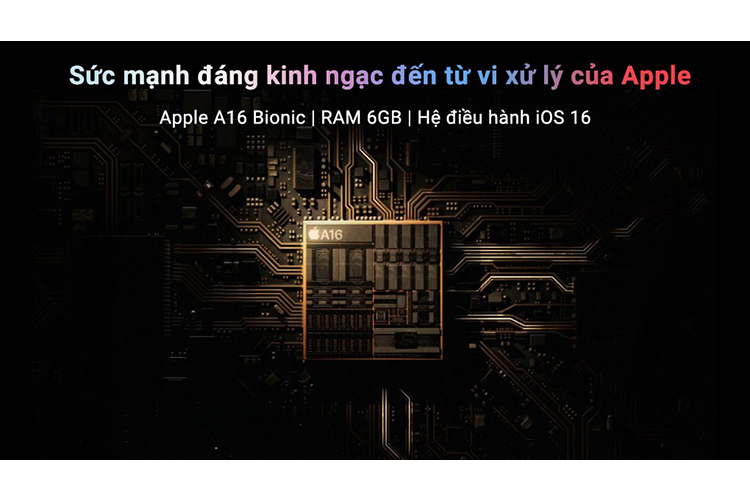 Sức mạnh đáng kinh ngạc đến từ vi xử lý của Apple
Apple A16 Bionic | RAM 6GB | Hệ điều hành iOS 16
A16